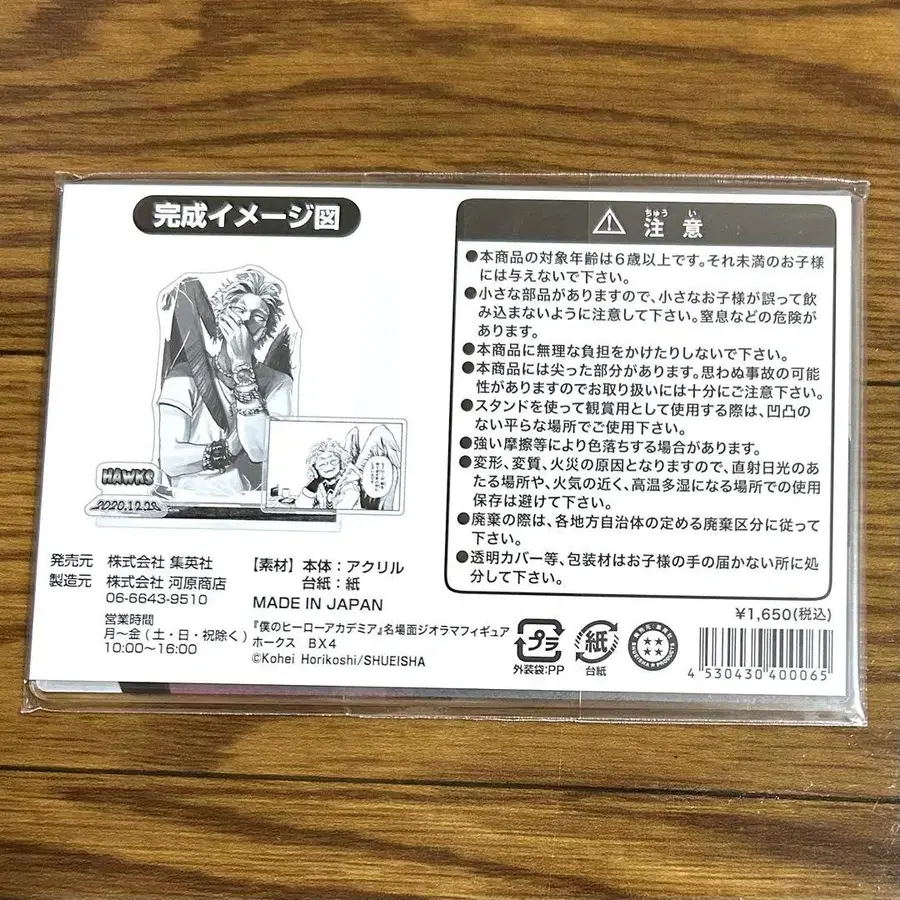 完成イメージ図
HAWKS
2020.12.28
発売元 株式会社 集英社
製造元 株式会社 河原商店
06-6643-9510
営業時間
月〜金(土・日・祝除く)
10:00〜16:00
【素材】本体：アクリル
台紙：紙
MADE IN JAPAN
『僕のヒーローアカデミア』名場面ジオラマフィギュア
ホークス BX4
©Kohei Horikoshi/SHUEISHA
ちゅう い
注意
●本商品の対象年齢は6歳以上です。それ未満のお子様
には与えないで下さい。
●小さな部品がありますので、小さなお子様が誤って飲
み込まないように注意して下さい。窒息などの危険が
あります。
●本商品に無理な負担をかけたりしないで下さい。
●本商品には尖った部分があります。思わぬ事故の可能
性がありますのでお取り扱いには十分にご注意下さい。
●スタンドを使って観賞用として使用する際は、凹凸の
ない平らな場所でご使用下さい。
●強い摩擦等により色落ちする場合があります。
●変形、変質、火災の原因となりますので、直射日光のあ
たる場所や、火気の近く、高温多湿になる場所での使用
保存は避けて下さい。
●廃棄の際は、各地方自治体の定める廃棄区分に従って
下さい。
●透明カバー等、包装材はお子様の手の届かない所に処
分して下さい。
¥1,650(税込)
プラ
外装袋:PP
紙
台紙
SHUEISHA PRODUCTS
4 530430 400065